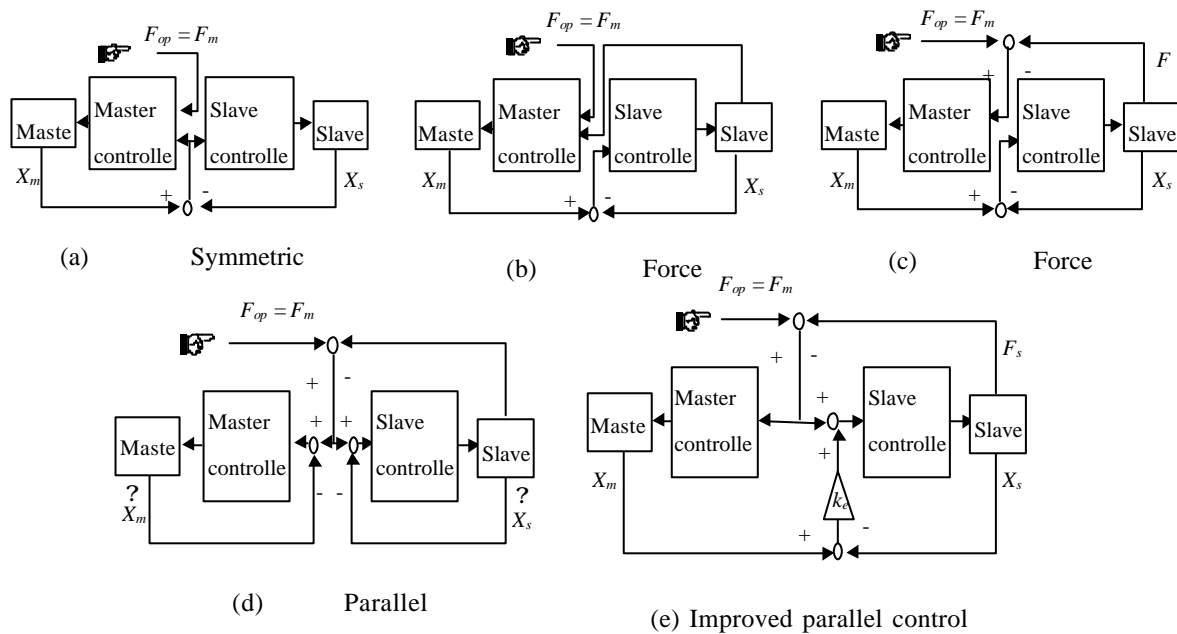 F_op = F_m
Master
controlle
Slave
controlle
Maste
Slave
X_m
X_s
+
-
(a) Symmetric
F_op = F_m
Master
controlle
Slave
controlle
Maste
Slave
X_m
X_s
+
-
(b) Force
F_op = F_m
F
+
-
Master
controlle
Slave
controlle
Maste
Slave
X_m
X_s
+
-
(c) Force
F_op = F_m
+
-
Master
controlle
Slave
controlle
+
+
Maste
Slave
-
-
?
X_m
?
X_s
(d) Parallel
F_op = F_m
F_s
+
-
Master
controlle
+
Slave
controlle
Maste
Slave
+
X_m
X_s
k_e
+
-
(e) Improved parallel control